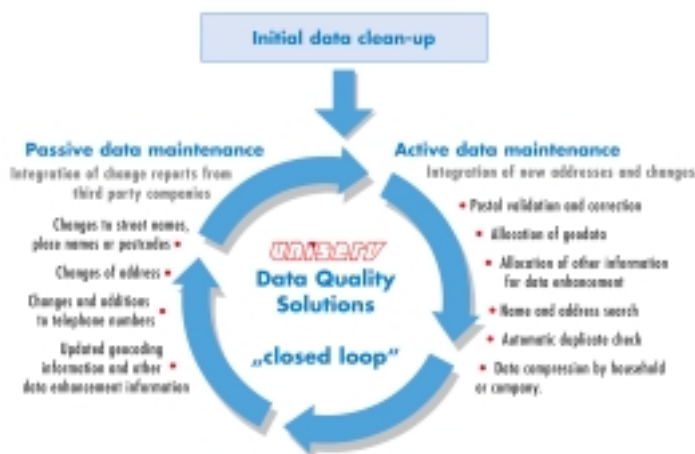 Initial data clean-up
Passive data maintenance
Integration of change reports from
third party companies
Changes to street names,
place names or postcodes
Changes of address
Changes and additions
to telephone numbers
Updated geocoding
information and other
data enhancement information
Active data maintenance
Integration of new addresses and changes
Postal validation and correction
Allocation of geodata
Allocation of other information
for data enhancement
Name and address search
Automatic duplicate check
Data compression by household
or company.
uniserv
Data Quality
Solutions
„closed loop“